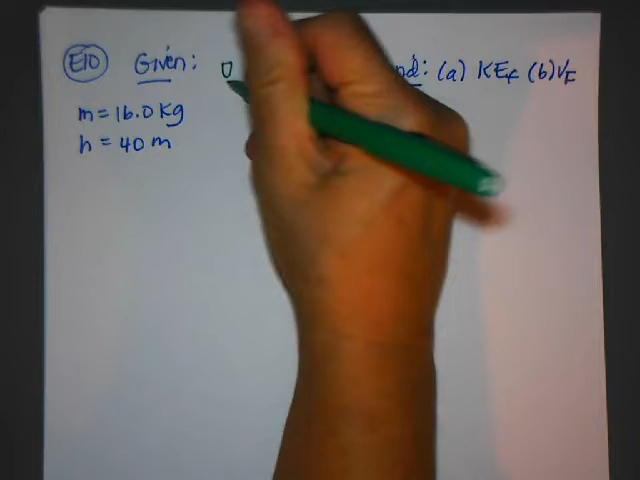 E10 Given: nd: (a) KEf (b) VF
m = 16.0 Kg
h = 40 m